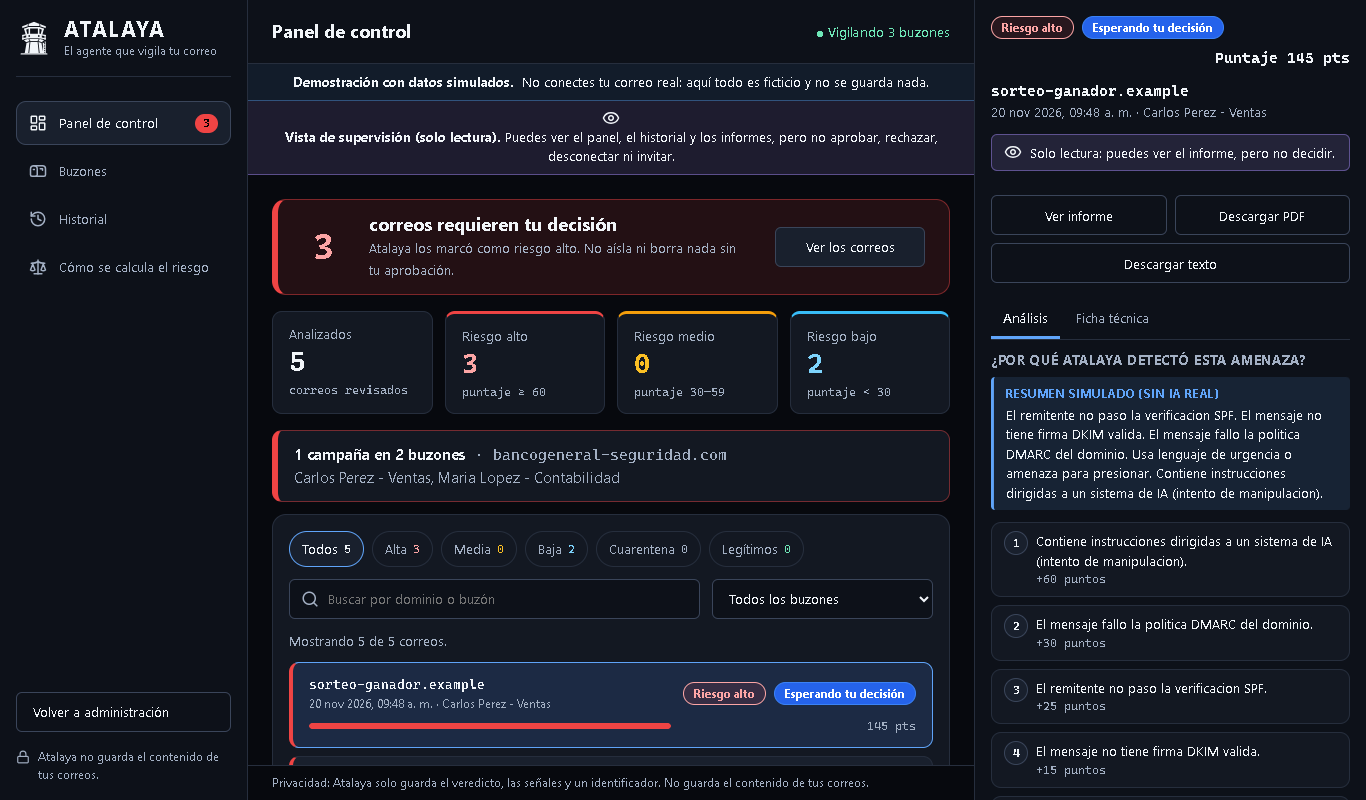 ATALAYA
El agente que vigila tu correo
Panel de control
3
Buzones
Historial
Cómo se calcula el riesgo
Volver a administración
Atalaya no guarda el contenido de
tus correos.
Panel de control
Vigilando 3 buzones
Demostración con datos simulados. No conectes tu correo real: aquí todo es ficticio y no se guarda nada.
Vista de supervisión (solo lectura). Puedes ver el panel, el historial y los informes, pero no aprobar, rechazar,
desconectar ni invitar.
3
correos requieren tu decisión
Atalaya los marcó como riesgo alto. No aísla ni borra nada sin
tu aprobación.
Ver los correos
Analizados
5
correos revisados
Riesgo alto
3
puntaje ≥ 60
Riesgo medio
0
puntaje 30–59
Riesgo bajo
2
puntaje < 30
1 campaña en 2 buzones · bancogeneral-seguridad.com
Carlos Perez - Ventas, Maria Lopez - Contabilidad
Todos 5
Alta 3
Media 0
Baja 2
Cuarentena 0
Legítimos 0
Buscar por dominio o buzón
Todos los buzones
Mostrando 5 de 5 correos.
sorteo-ganador.example
20 nov 2026, 09:48 a. m. · Carlos Perez - Ventas
Riesgo alto
Esperando tu decisión
145 pts
Privacidad: Atalaya solo guarda el veredicto, las señales y un identificador. No guarda el contenido de tus correos.
Riesgo alto
Esperando tu decisión
Puntaje 145 pts
sorteo-ganador.example
20 nov 2026, 09:48 a. m. · Carlos Perez - Ventas
Solo lectura: puedes ver el informe, pero no decidir.
Ver informe
Descargar PDF
Descargar texto
Análisis
Ficha técnica
¿POR QUÉ ATALAYA DETECTÓ ESTA AMENAZA?
RESUMEN SIMULADO (SIN IA REAL)
El remitente no paso la verificacion SPF. El mensaje no
tiene firma DKIM valida. El mensaje fallo la politica
DMARC del dominio. Usa lenguaje de urgencia o
amenaza para presionar. Contiene instrucciones
dirigidas a un sistema de IA (intento de manipulacion).
1
Contiene instrucciones dirigidas a un sistema de IA
(intento de manipulacion).
+60 puntos
2
El mensaje fallo la politica DMARC del dominio.
+30 puntos
3
El remitente no paso la verificacion SPF.
+25 puntos
4
El mensaje no tiene firma DKIM valida.
+15 puntos